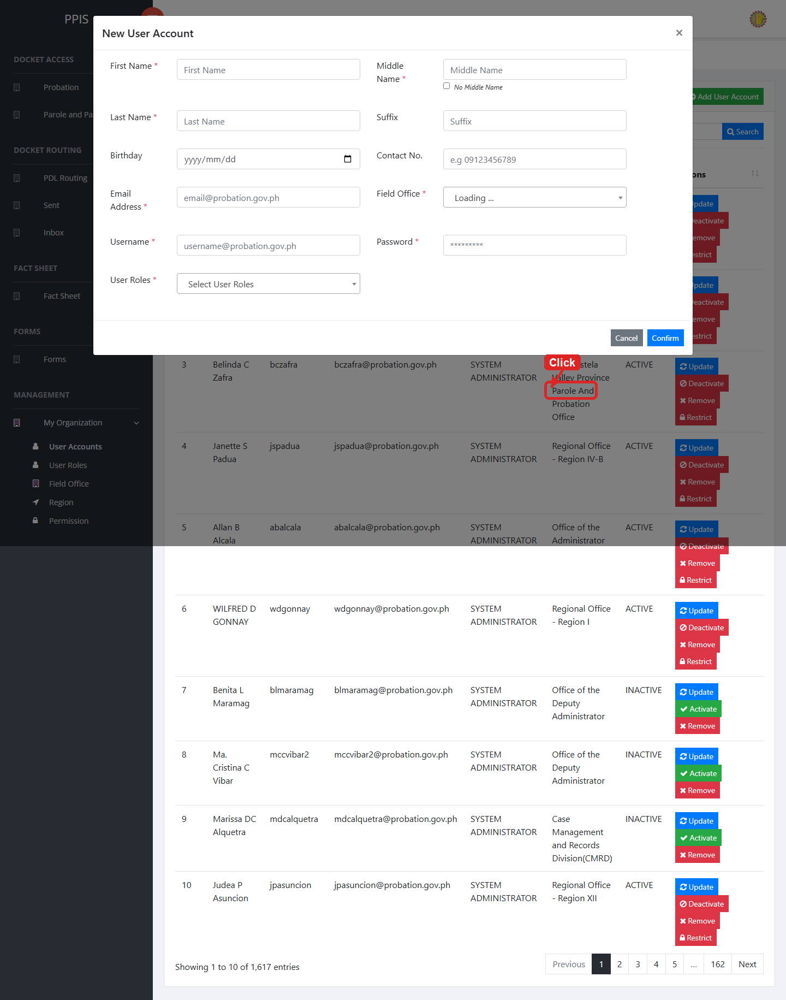 PPIS
New User Account ×
DOCKET ACCESS
Probation
Parole and Pa
DOCKET ROUTING
PDL Routing
Sent
Inbox
FACT SHEET
Fact Sheet
FORMS
Forms
MANAGEMENT
My Organization
User Accounts
User Roles
Field Office
Region
Permission
First Name *
First Name
Middle
Name *
Middle Name
No Middle Name
Last Name *
Last Name
Suffix
Suffix
Birthday
yyyy/mm/dd
Contact No.
e.g 09123456789
Email
Address *
email@probation.gov.ph
Field Office *
Loading ...
Username *
username@probation.gov.ph
Password *
*********
User Roles *
Select User Roles
Cancel
Confirm
Add User Account
Search
ons
pdate
Deactivate
emove
estrict
pdate
Deactivate
emove
estrict
Click
3 Belinda C bczafra bczafra@probation.gov.ph SYSTEM stela ACTIVE Update
Zafra ADMINISTRATOR Valley Province
Deactivate
Parole And
Remove
Probation
Office
Restrict
4 Janette S jspadua jspadua@probation.gov.ph SYSTEM Regional Office ACTIVE Update
Padua ADMINISTRATOR - Region IV-B
Deactivate
Remove
Restrict
5 Allan B abalcala abalcala@probation.gov.ph SYSTEM Office of the ACTIVE Update
Alcala ADMINISTRATOR Administrator
Deactivate
Remove
Restrict
6 WILFRED D wdgonnay wdgonnay@probation.gov.ph SYSTEM Regional Office ACTIVE Update
GONNAY ADMINISTRATOR - Region I
Deactivate
Remove
Restrict
7 Benita L blmaramag blmaramag@probation.gov.ph SYSTEM Office of the INACTIVE Update
Maramag ADMINISTRATOR Deputy
Activate
Administrator
Remove
8 Ma. mccvibar2 mccvibar2@probation.gov.ph SYSTEM Office of the INACTIVE Update
Cristina C ADMINISTRATOR Deputy
Activate
Vibar Administrator
Remove
9 Marissa DC mdcalquetra mdcalquetra@probation.gov.ph SYSTEM Case INACTIVE Update
Alquetra ADMINISTRATOR Management
Activate
and Records
Remove
Division(CMRD)
10 Judea P jpasuncion jpasuncion@probation.gov.ph SYSTEM Regional Office ACTIVE Update
Asuncion ADMINISTRATOR - Region XII
Deactivate
Remove
Restrict
Showing 1 to 10 of 1,617 entries
Previous 1 2 3 4 5 ... 162 Next